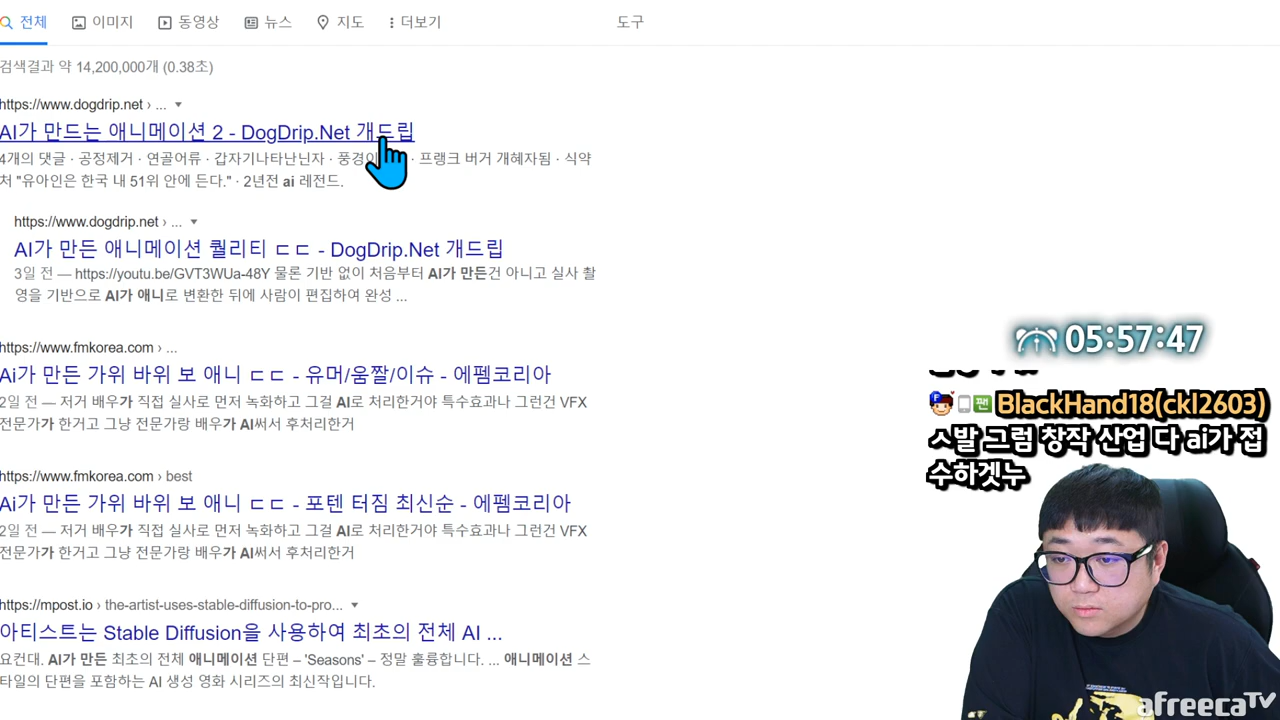 전체 이미지 동영상 뉴스 지도 더보기 도구
검색결과 약 14,200,000개 (0.38초)
https://www.dogdrip.net › ...
AI가 만드는 애니메이션 2 - DogDrip.Net 개드립
4개의 댓글 · 공정제거 · 연골어류 · 갑자기나타난닌자 · 풍경이 · 프랭크 버거 개혜자됨 · 식약
처 "유아인은 한국 내 51위 안에 든다." · 2년전 ai 레전드.
https://www.dogdrip.net › ...
AI가 만든 애니메이션 퀄리티 ㄷㄷ - DogDrip.Net 개드립
3일 전 — https://youtu.be/GVT3WUa-48Y 물론 기반 없이 처음부터 AI가 만든건 아니고 실사 촬
영을 기반으로 AI가 애니로 변환한 뒤에 사람이 편집하여 완성 ...
https://www.fmkorea.com › ...
Ai가 만든 가위 바위 보 애니 ㄷㄷ - 유머/움짤/이슈 - 에펨코리아
2일 전 — 저거 배우가 직접 실사로 먼저 녹화하고 그걸 AI로 처리한거야 특수효과나 그런건 VFX
전문가가 한거고 그냥 전문가랑 배우가 AI써서 후처리한거
https://www.fmkorea.com › best
Ai가 만든 가위 바위 보 애니 ㄷㄷ - 포텐 터짐 최신순 - 에펨코리아
2일 전 — 저거 배우가 직접 실사로 먼저 녹화하고 그걸 AI로 처리한거야 특수효과나 그런건 VFX
전문가가 한거고 그냥 전문가랑 배우가 AI써서 후처리한거
https://mpost.io › the-artist-uses-stable-diffusion-to-pro...
아티스트는 Stable Diffusion을 사용하여 최초의 전체 AI ...
요컨대. AI가 만든 최초의 전체 애니메이션 단편 – 'Seasons' – 정말 훌륭합니다. ... 애니메이션 스
타일의 단편을 포함하는 AI 생성 영화 시리즈의 최신작입니다.
05:57:47
F 팬 BlackHand18(ckl2603)
ㅅ발 그럼 창작 산업 다 ai가 접
수하겟누
afreecaTV